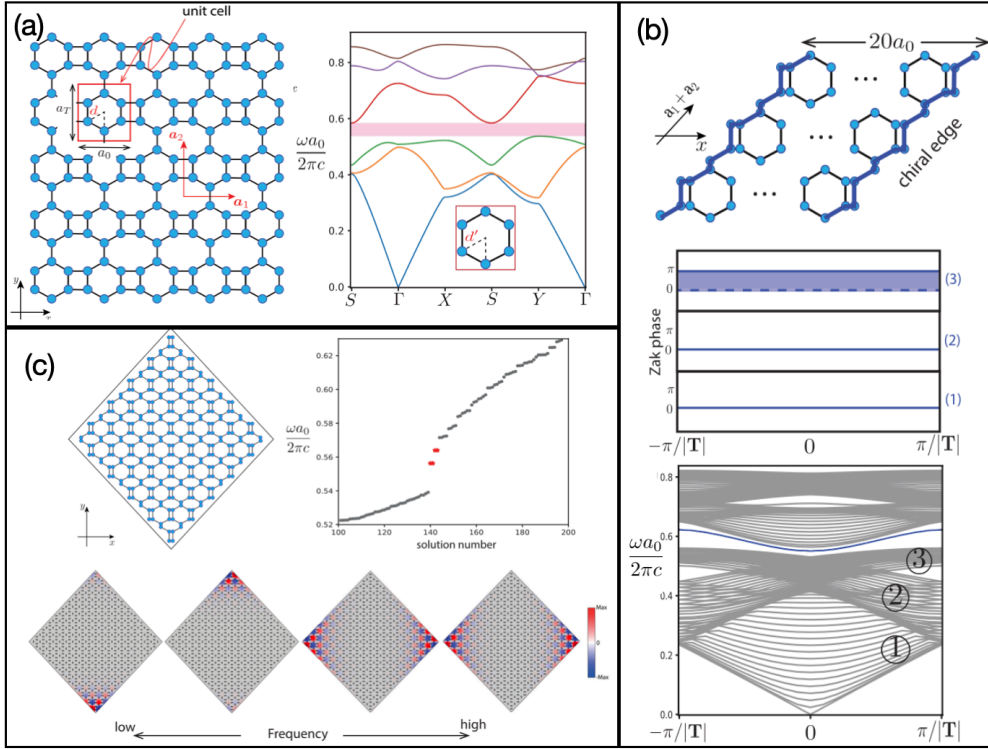 (a)
unit cell
a_T
d
a_0
a_2
a_1
y
x
ωa_0
2πc
0.8
0.6
0.4
0.2
0.0
d′
S Γ X S Y Γ
(b)
20a_0
a_1 + a_2
x
chiral edge
Zak phase
π
0
(3)
π
0
(2)
π
0
(1)
−π/|T| 0 π/|T|
ωa_0
2πc
0.8
0.6
0.4
0.2
0.0
③
②
①
−π/|T| 0 π/|T|
(c)
y
x
ωa_0
2πc
0.62
0.60
0.58
0.56
0.54
0.52
100 120 140 160 180 200
solution number
Max
0
-Max
low Frequency high